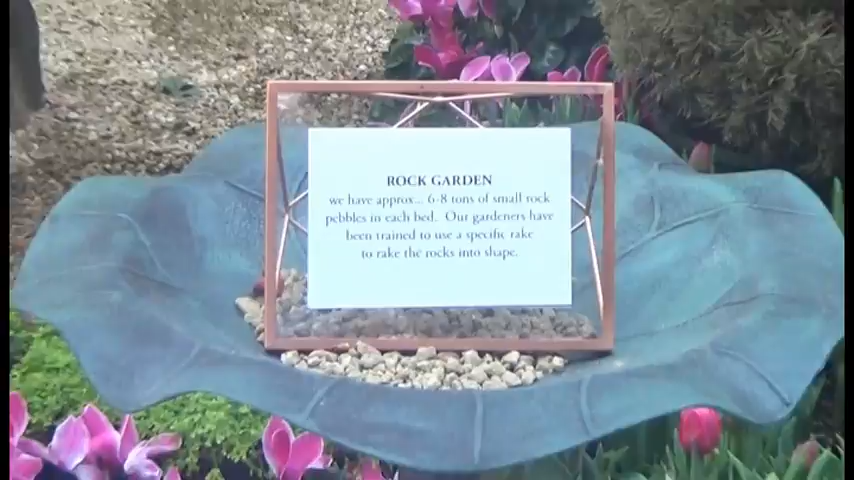 ROCK GARDEN
we have approx... 6-8 tons of small rock
pebbles in each bed. Our gardeners have
been trained to use a specific rake
to rake the rocks into shape.